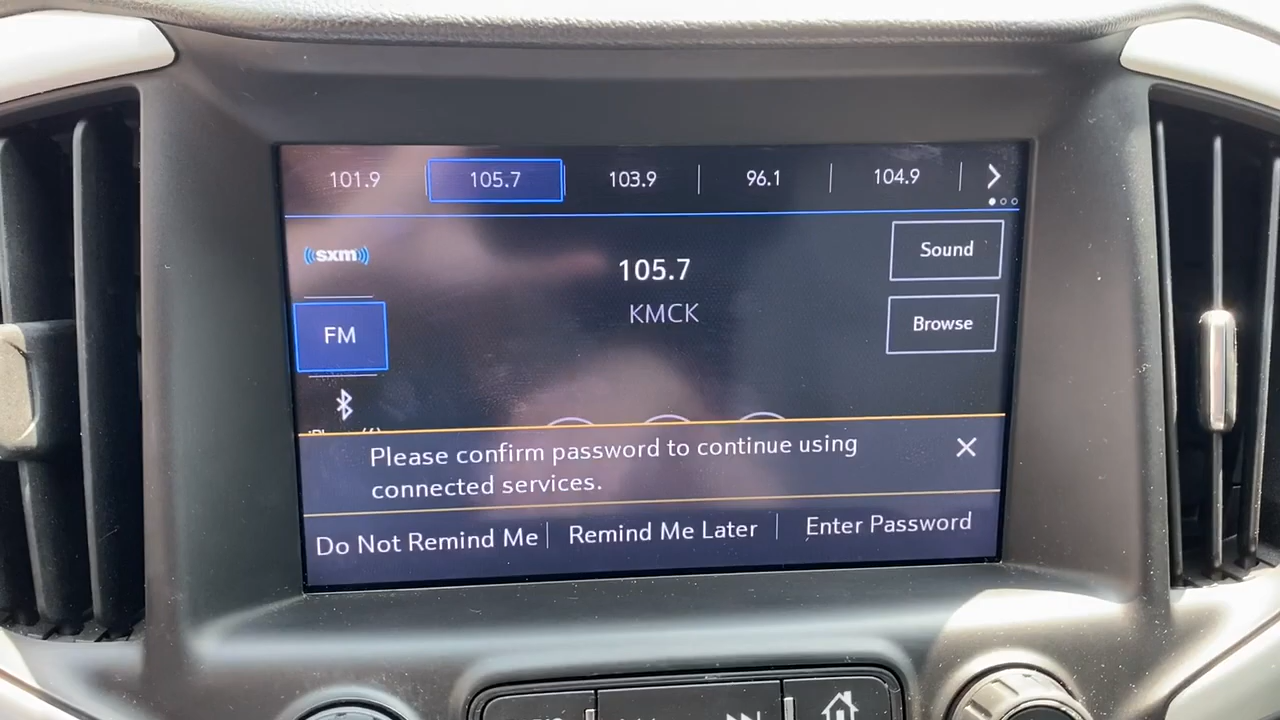 101.9 105.7 103.9 96.1 104.9
sxm
Sound
105.7
KMCK
FM
Browse
Please confirm password to continue using
connected services.
Do Not Remind Me Remind Me Later Enter Password